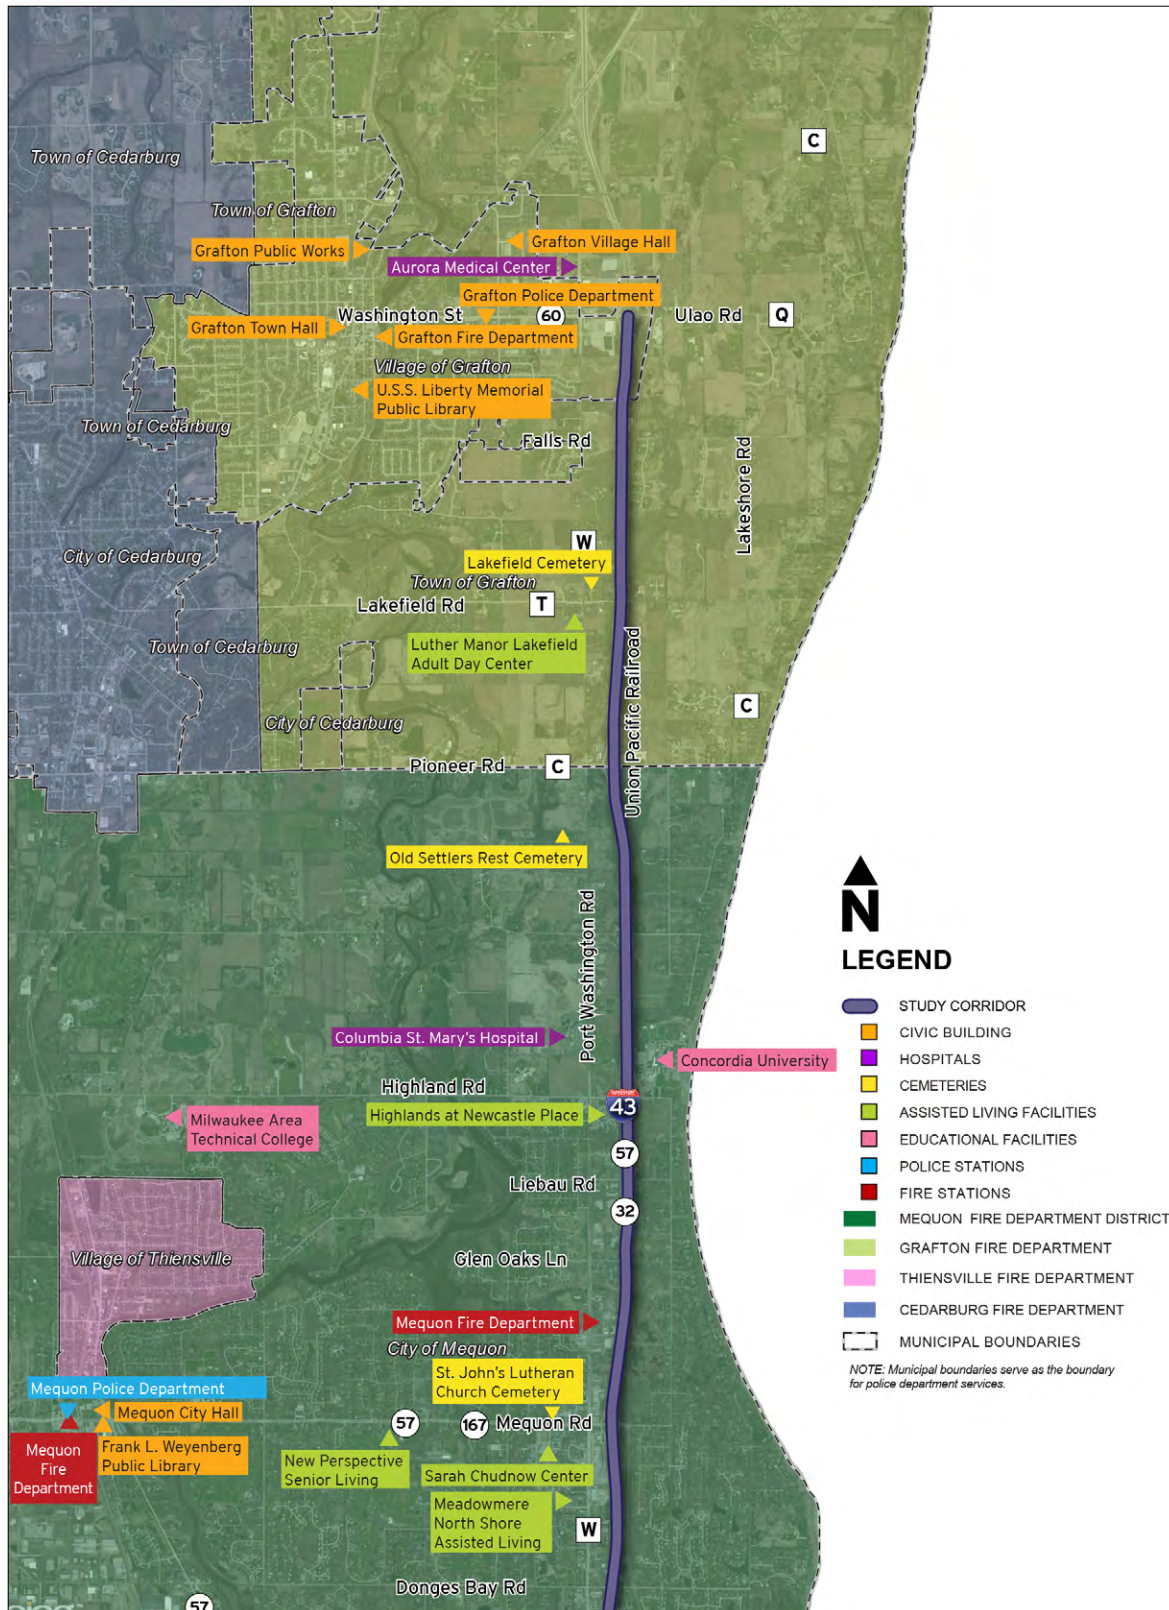 C
Town of Cedarburg
Town of Grafton
Grafton Public Works
Grafton Village Hall
Aurora Medical Center
Grafton Police Department
Washington St
60
Ulao Rd
Q
Grafton Town Hall
Grafton Fire Department
Village of Grafton
U.S.S. Liberty Memorial
Public Library
Town of Cedarburg
Falls Rd
Lakeshore Rd
W
City of Cedarburg
Lakefield Cemetery
Town of Grafton
Lakefield Rd
T
Luther Manor Lakefield
Adult Day Center
Town of Cedarburg
Union Pacific Railroad
City of Cedarburg
C
Pioneer Rd
C
Old Settlers Rest Cemetery
Port Washington Rd
N
LEGEND
STUDY CORRIDOR
CIVIC BUILDING
HOSPITALS
CEMETERIES
ASSISTED LIVING FACILITIES
EDUCATIONAL FACILITIES
POLICE STATIONS
FIRE STATIONS
MEQUON FIRE DEPARTMENT DISTRICT
GRAFTON FIRE DEPARTMENT
THIENSVILLE FIRE DEPARTMENT
CEDARBURG FIRE DEPARTMENT
MUNICIPAL BOUNDARIES
NOTE: Municipal boundaries serve as the boundary
for police department services.
Columbia St. Mary's Hospital
Concordia University
Highland Rd
43
Highlands at Newcastle Place
Milwaukee Area
Technical College
57
Liebau Rd
32
Village of Thiensville
Glen Oaks Ln
Mequon Fire Department
City of Mequon
St. John's Lutheran
Church Cemetery
Mequon Police Department
Mequon City Hall
57
167
Mequon Rd
Mequon
Fire
Department
Frank L. Weyenberg
Public Library
New Perspective
Senior Living
Sarah Chudnow Center
Meadowmere
North Shore
Assisted Living
W
Donges Bay Rd
57